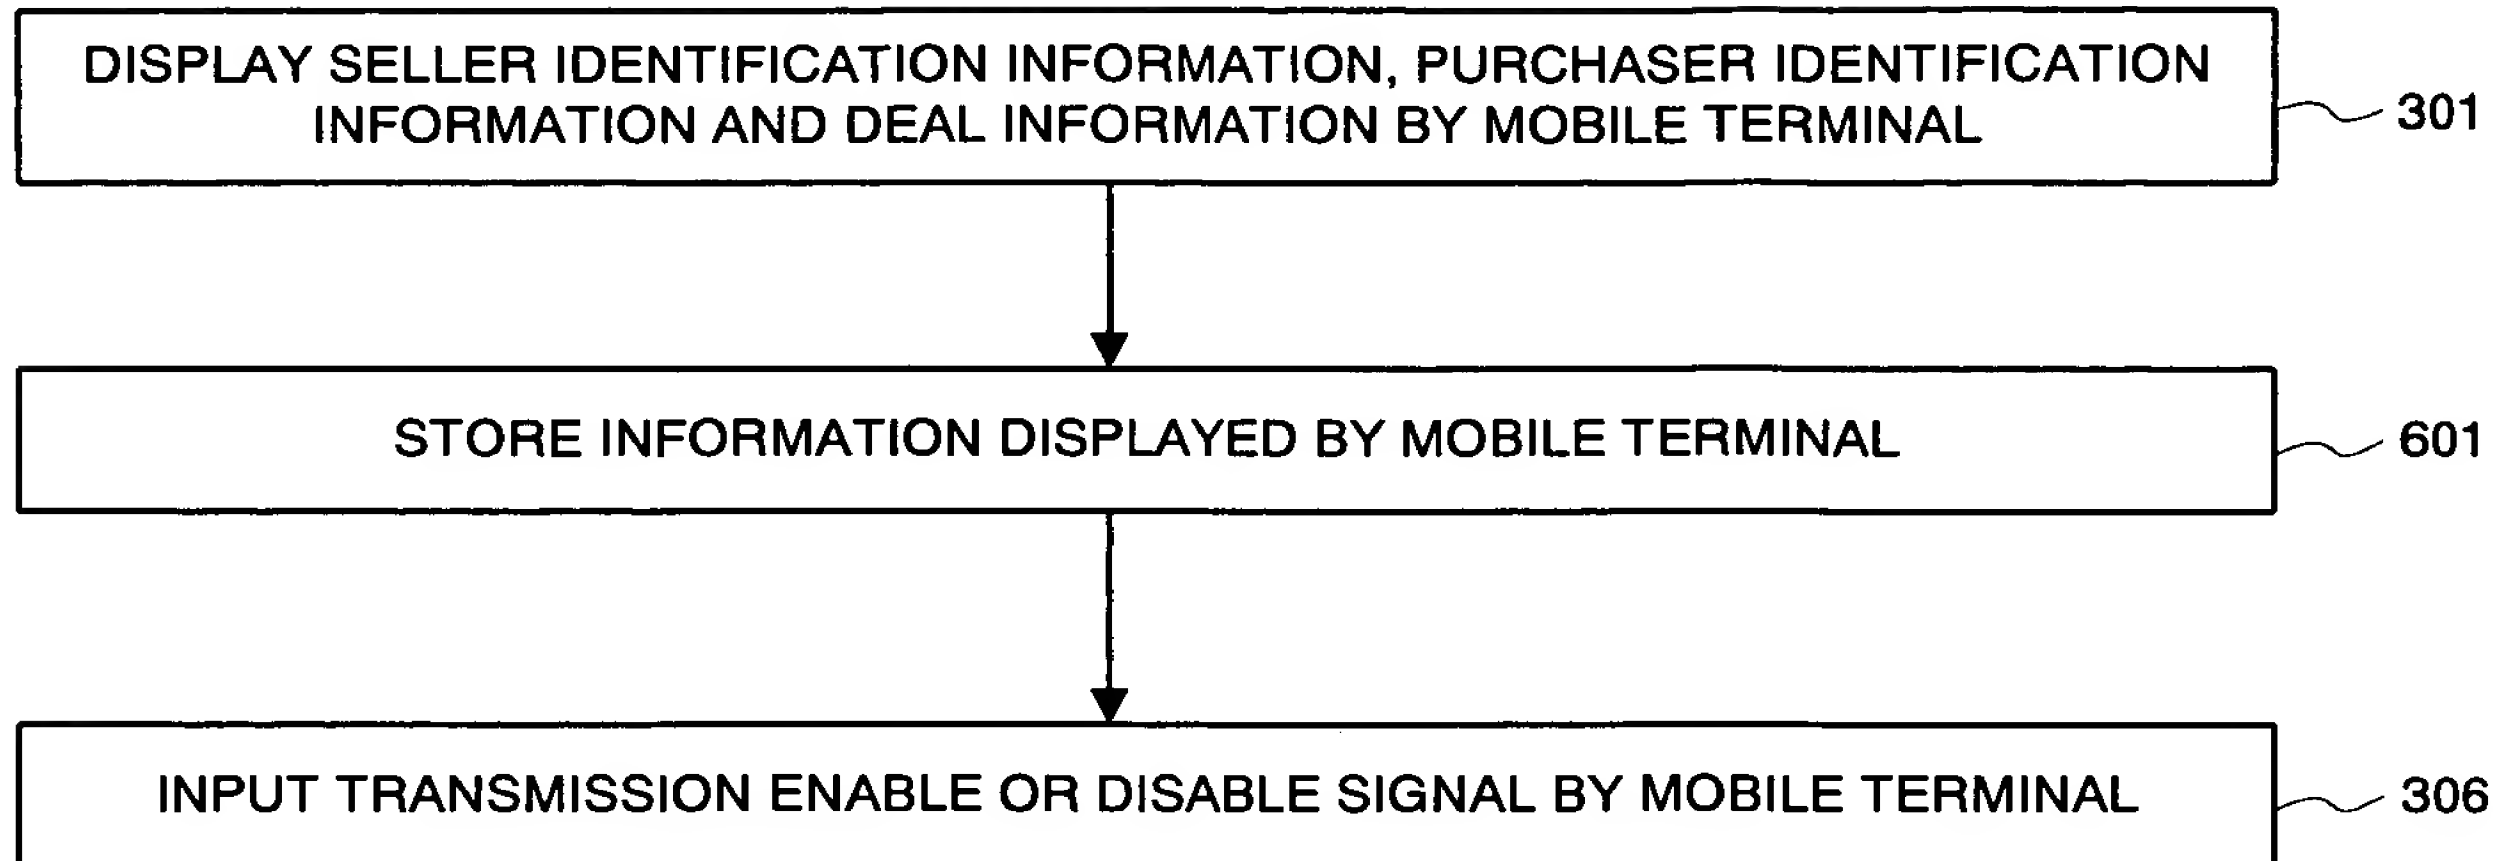 DISPLAY SELLER IDENTIFICATION INFORMATION, PURCHASER IDENTIFICATION
INFORMATION AND DEAL INFORMATION BY MOBILE TERMINAL
301
STORE INFORMATION DISPLAYED BY MOBILE TERMINAL
601
INPUT TRANSMISSION ENABLE OR DISABLE SIGNAL BY MOBILE TERMINAL
306